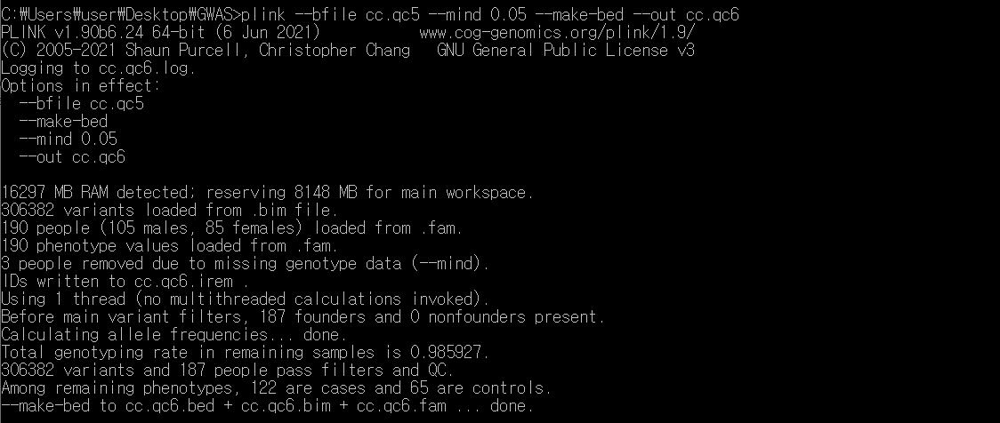 C:₩Users₩user₩Desktop₩GWAS>plink --bfile cc.qc5 --mind 0.05 --make-bed --out cc.qc6
PLINK v1.90b6.24 64-bit (6 Jun 2021) www.cog-genomics.org/plink/1.9/
(C) 2005-2021 Shaun Purcell, Christopher Chang GNU General Public License v3
Logging to cc.qc6.log.
Options in effect:
--bfile cc.qc5
--make-bed
--mind 0.05
--out cc.qc6
16297 MB RAM detected; reserving 8148 MB for main workspace.
306382 variants loaded from .bim file.
190 people (105 males, 85 females) loaded from .fam.
190 phenotype values loaded from .fam.
3 people removed due to missing genotype data (--mind).
IDs written to cc.qc6.irem .
Using 1 thread (no multithreaded calculations invoked).
Before main variant filters, 187 founders and 0 nonfounders present.
Calculating allele frequencies... done.
Total genotyping rate in remaining samples is 0.985927.
306382 variants and 187 people pass filters and QC.
Among remaining phenotypes, 122 are cases and 65 are controls.
--make-bed to cc.qc6.bed + cc.qc6.bim + cc.qc6.fam ... done.